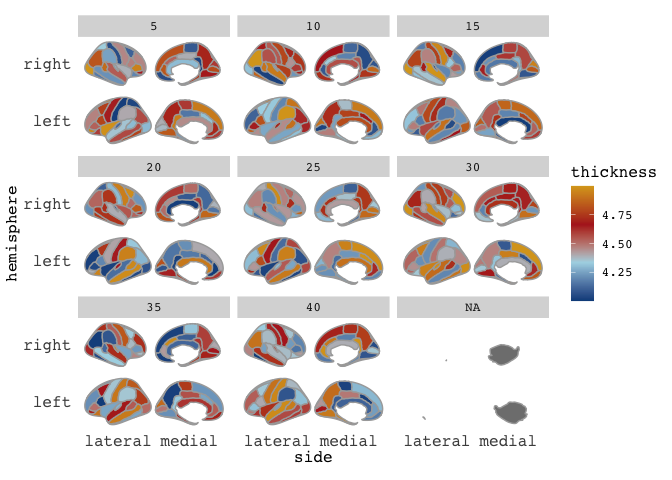 5 10 15
right
left
20 25 30
right
left
35 40 NA
right
left
lateral medial lateral medial lateral medial
side
hemisphere
thickness
4.75
4.50
4.25